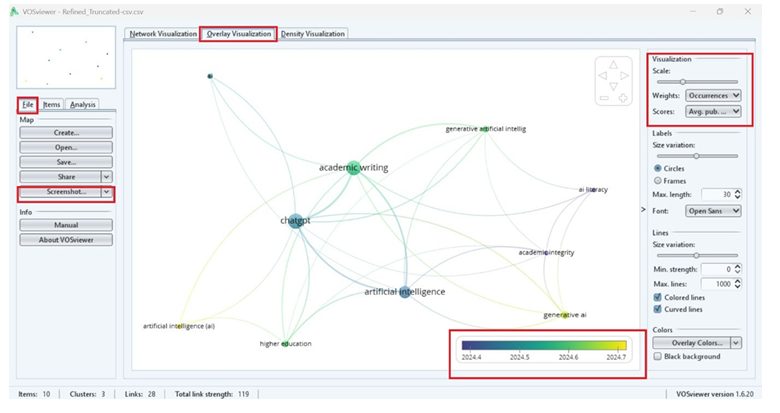 VOSviewer - Refined_Truncated-csv.csv
Network Visualization Overlay Visualization Density Visualization
File Items Analysis
Map
Create...
Open...
Save...
Share
Screenshot...
Info
Manual
About VOSviewer
generative artificial intellig
academic writing
ai literacy
chatgpt
academic integrity
artificial intelligence
generative ai
artificial intelligence (ai)
higher education
2024.4 2024.5 2024.6 2024.7
Visualization
Scale:
Weights: Occurrences
Scores: Avg. pub. ...
Labels
Size variation:
Circles
Frames
Max. length: 30
Font: Open Sans
Lines
Size variation:
Min. strength: 0
Max. lines: 1000
Colored lines
Curved lines
Colors
Overlay Colors...
Black background
Items: 10 Clusters: 3 Links: 28 Total link strength: 119 VOSviewer version 1.6.20